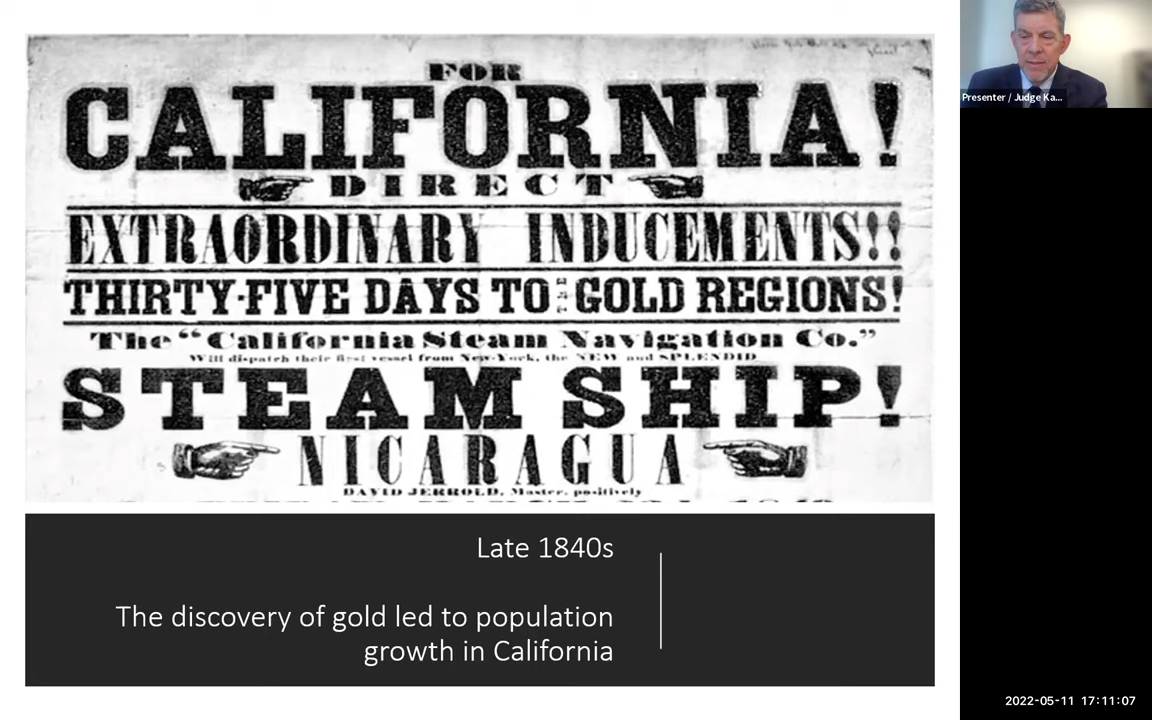 FOR
CALIFORNIA!
DIRECT
EXTRAORDINARY INDUCEMENTS!!
THIRTY-FIVE DAYS TO THE GOLD REGIONS!
The “California Steam Navigation Co.”
Will dispatch their first vessel from New-York, the NEW and SPLENDID
STEAM SHIP!
NICARAGUA
DAVID JERROLD, Master, positively
Late 1840s
The discovery of gold led to population
growth in California
Presenter / Judge Ka...
2022-05-11 17:11:07